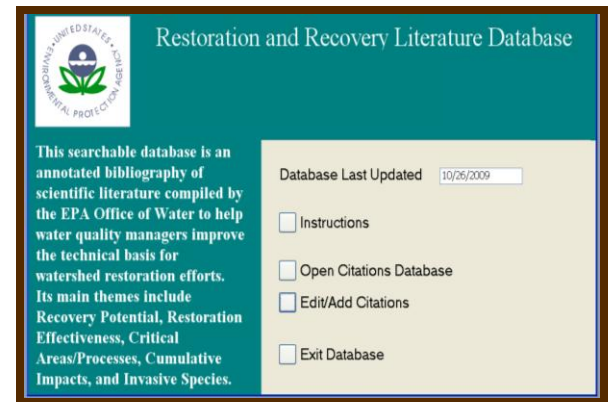 UNITED STATES
ENVIRONMENTAL PROTECTION AGENCY
Restoration and Recovery Literature Database
This searchable database is an
annotated bibliography of
scientific literature compiled by
the EPA Office of Water to help
water quality managers improve
the technical basis for
watershed restoration efforts.
Its main themes include
Recovery Potential, Restoration
Effectiveness, Critical
Areas/Processes, Cumulative
Impacts, and Invasive Species.
Database Last Updated 10/26/2009
Instructions
Open Citations Database
Edit/Add Citations
Exit Database